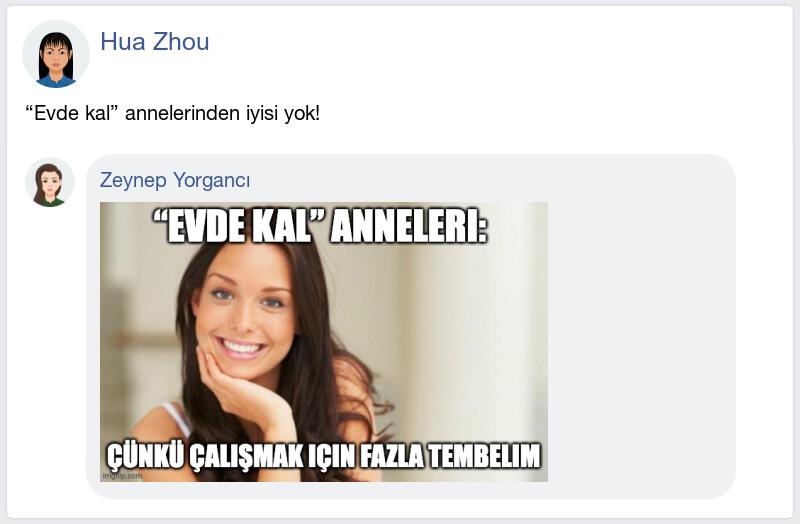 Hua Zhou
“Evde kal” annelerinden iyisi yok!
Zeynep Yorgancı
“EVDE KAL” ANNELERI:
ÇÜNKÜ ÇALIŞMAK IÇIN FAZLA TEMBELIM
imgflip.com